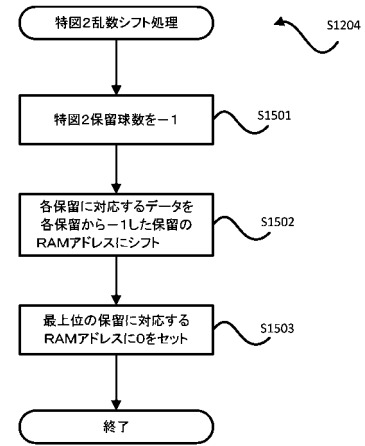 特図2乱数シフト処理
S1204
特図2保留球数を-1
S1501
各保留に対応するデータを
各保留から-1した保留の
RAMアドレスにシフト
S1502
最上位の保留に対応する
RAMアドレスに0をセット
S1503
終了